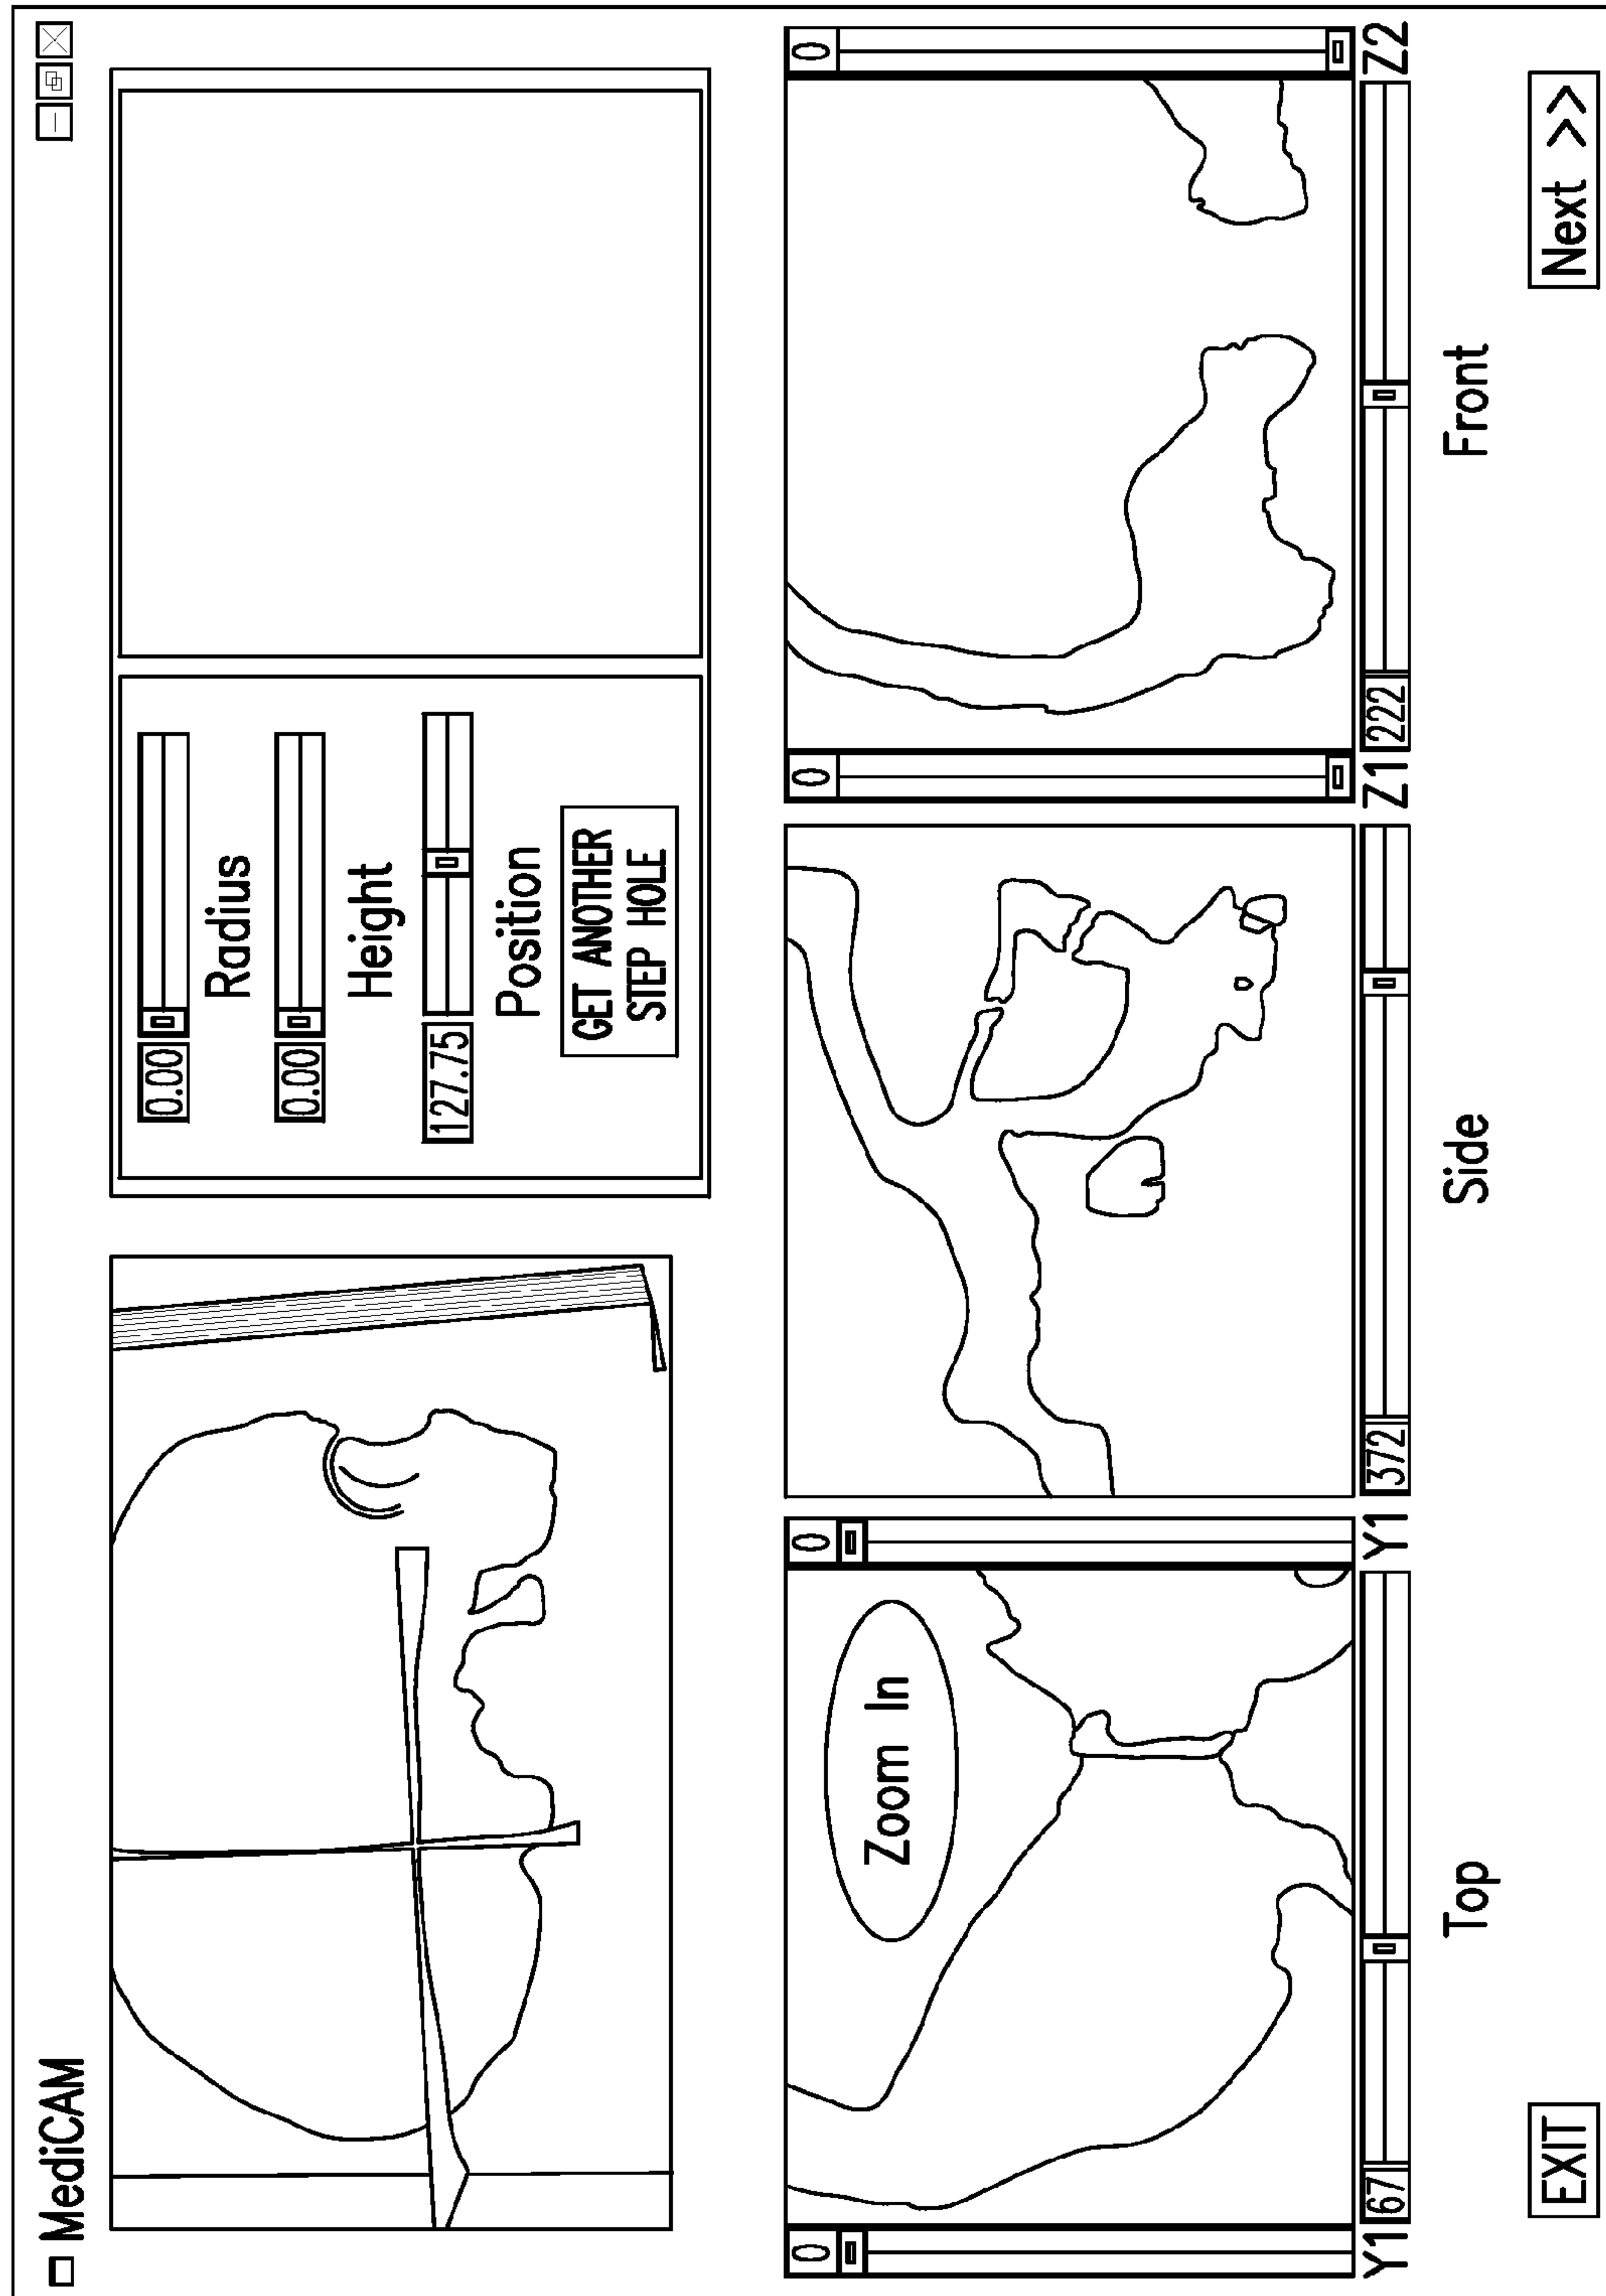 MediCAM
0.00
Radius
0.00
Height
127.75
Position
GET ANOTHER
STEP HOLE
0
0
Zoom In
0
0
Y1 67 Y1 372 Z1 222 Z2
Top Side Front
EXIT Next >>